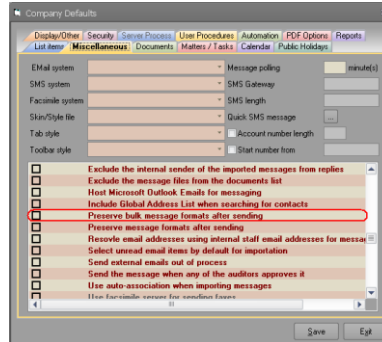 Company Defaults
Display/Other Security Server Process User Procedures Automation PDF Options Reports
List items Miscellaneous Documents Matters / Tasks Calendar Public Holidays
EMail system
Message polling minute(s)
SMS system
SMS Gateway
Facsimile system
SMS length
Skin/Style file
Quick SMS message ...
Tab style
Account number length
Toolbar style
Start number from
Exclude the internal sender of the imported messages from replies
Exclude the message files from the documents list
Host Microsoft Outlook Emails for messaging
Include Global Address List when searching for contacts
Preserve bulk message formats after sending
Preserve message formats after sending
Resovle email addresses using internal staff email addresses for messag
Select unread email items by default for importation
Send external emails out of process
Send the message when any of the auditors approves it
Use auto-association when importing messages
Use facsimile server for sending faxes
Save Exit